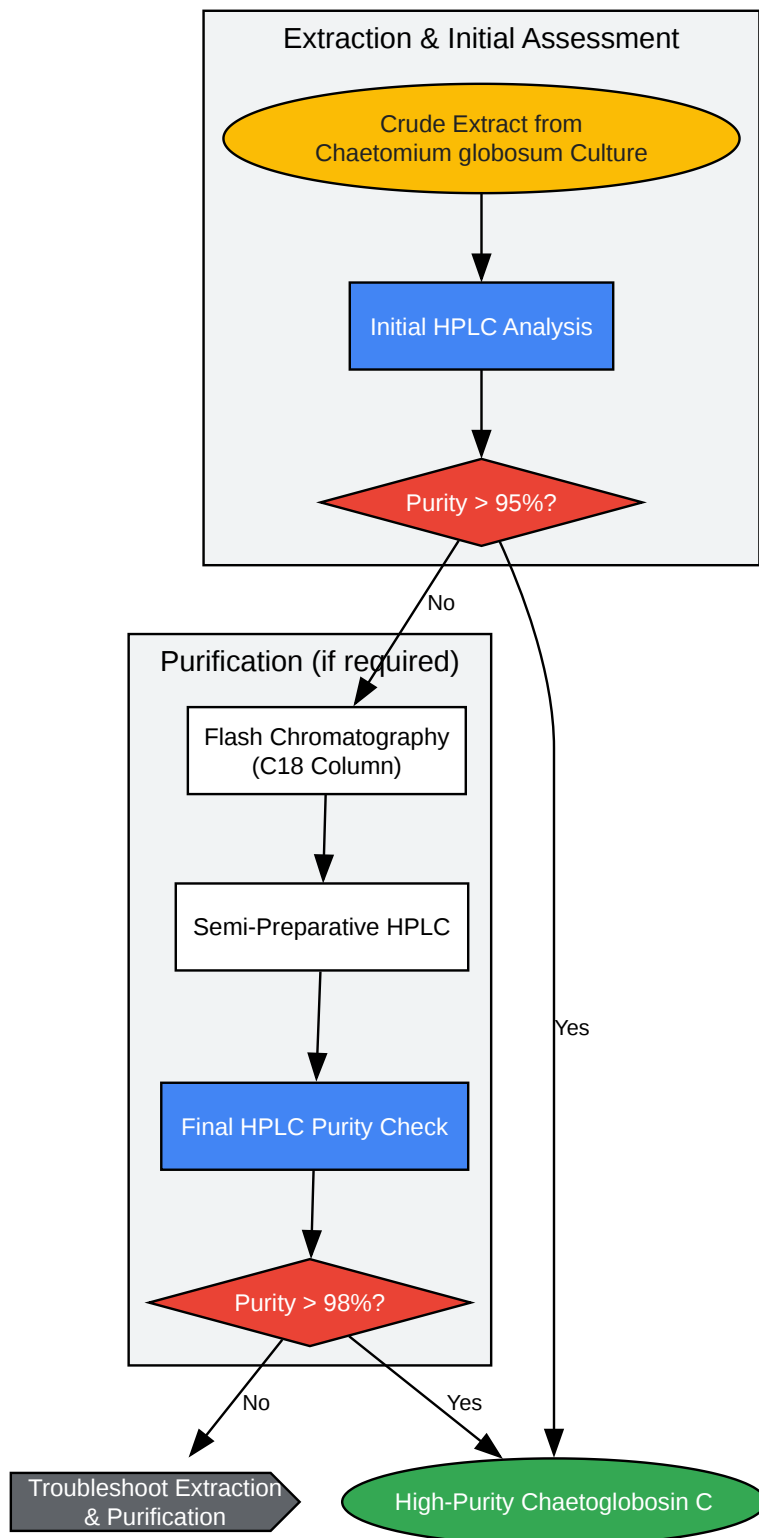 Extraction & Initial Assessment
Crude Extract from
Chaetomium globosum Culture
Initial HPLC Analysis
Purity > 95%?
No
Purification (if required)
Flash Chromatography
(C18 Column)
Semi-Preparative HPLC
Yes
Final HPLC Purity Check
Purity > 98%?
No
Yes
Troubleshoot Extraction
& Purification
High-Purity Chaetoglobosin C